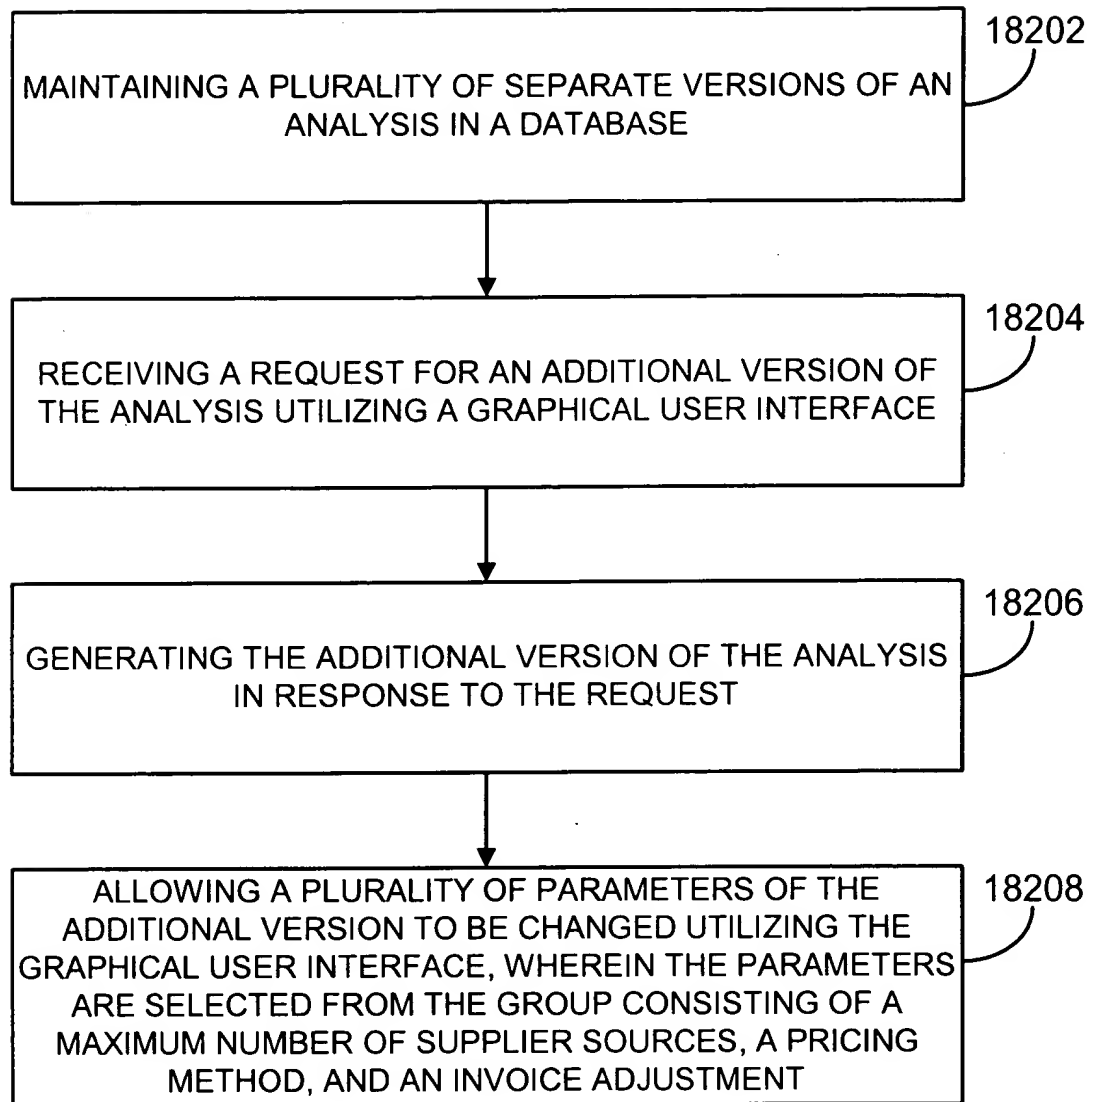 18202
MAINTAINING A PLURALITY OF SEPARATE VERSIONS OF AN
ANALYSIS IN A DATABASE
18204
RECEIVING A REQUEST FOR AN ADDITIONAL VERSION OF
THE ANALYSIS UTILIZING A GRAPHICAL USER INTERFACE
18206
GENERATING THE ADDITIONAL VERSION OF THE ANALYSIS
IN RESPONSE TO THE REQUEST
18208
ALLOWING A PLURALITY OF PARAMETERS OF THE
ADDITIONAL VERSION TO BE CHANGED UTILIZING THE
GRAPHICAL USER INTERFACE, WHEREIN THE PARAMETERS
ARE SELECTED FROM THE GROUP CONSISTING OF A
MAXIMUM NUMBER OF SUPPLIER SOURCES, A PRICING
METHOD, AND AN INVOICE ADJUSTMENT